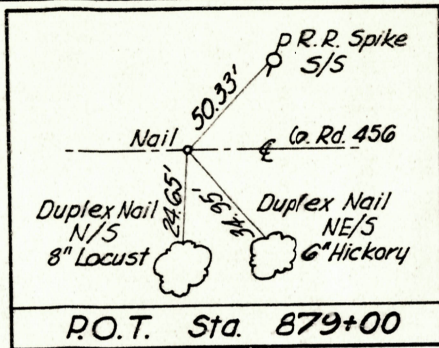 P R.R. Spike
S/S
50.33'
Nail
℄ Co. Rd. 456
24.65'
34.95'
Duplex Nail
N/S
8" Locust
Duplex Nail
NE/S
6" Hickory
P.O.T. Sta. 879+00